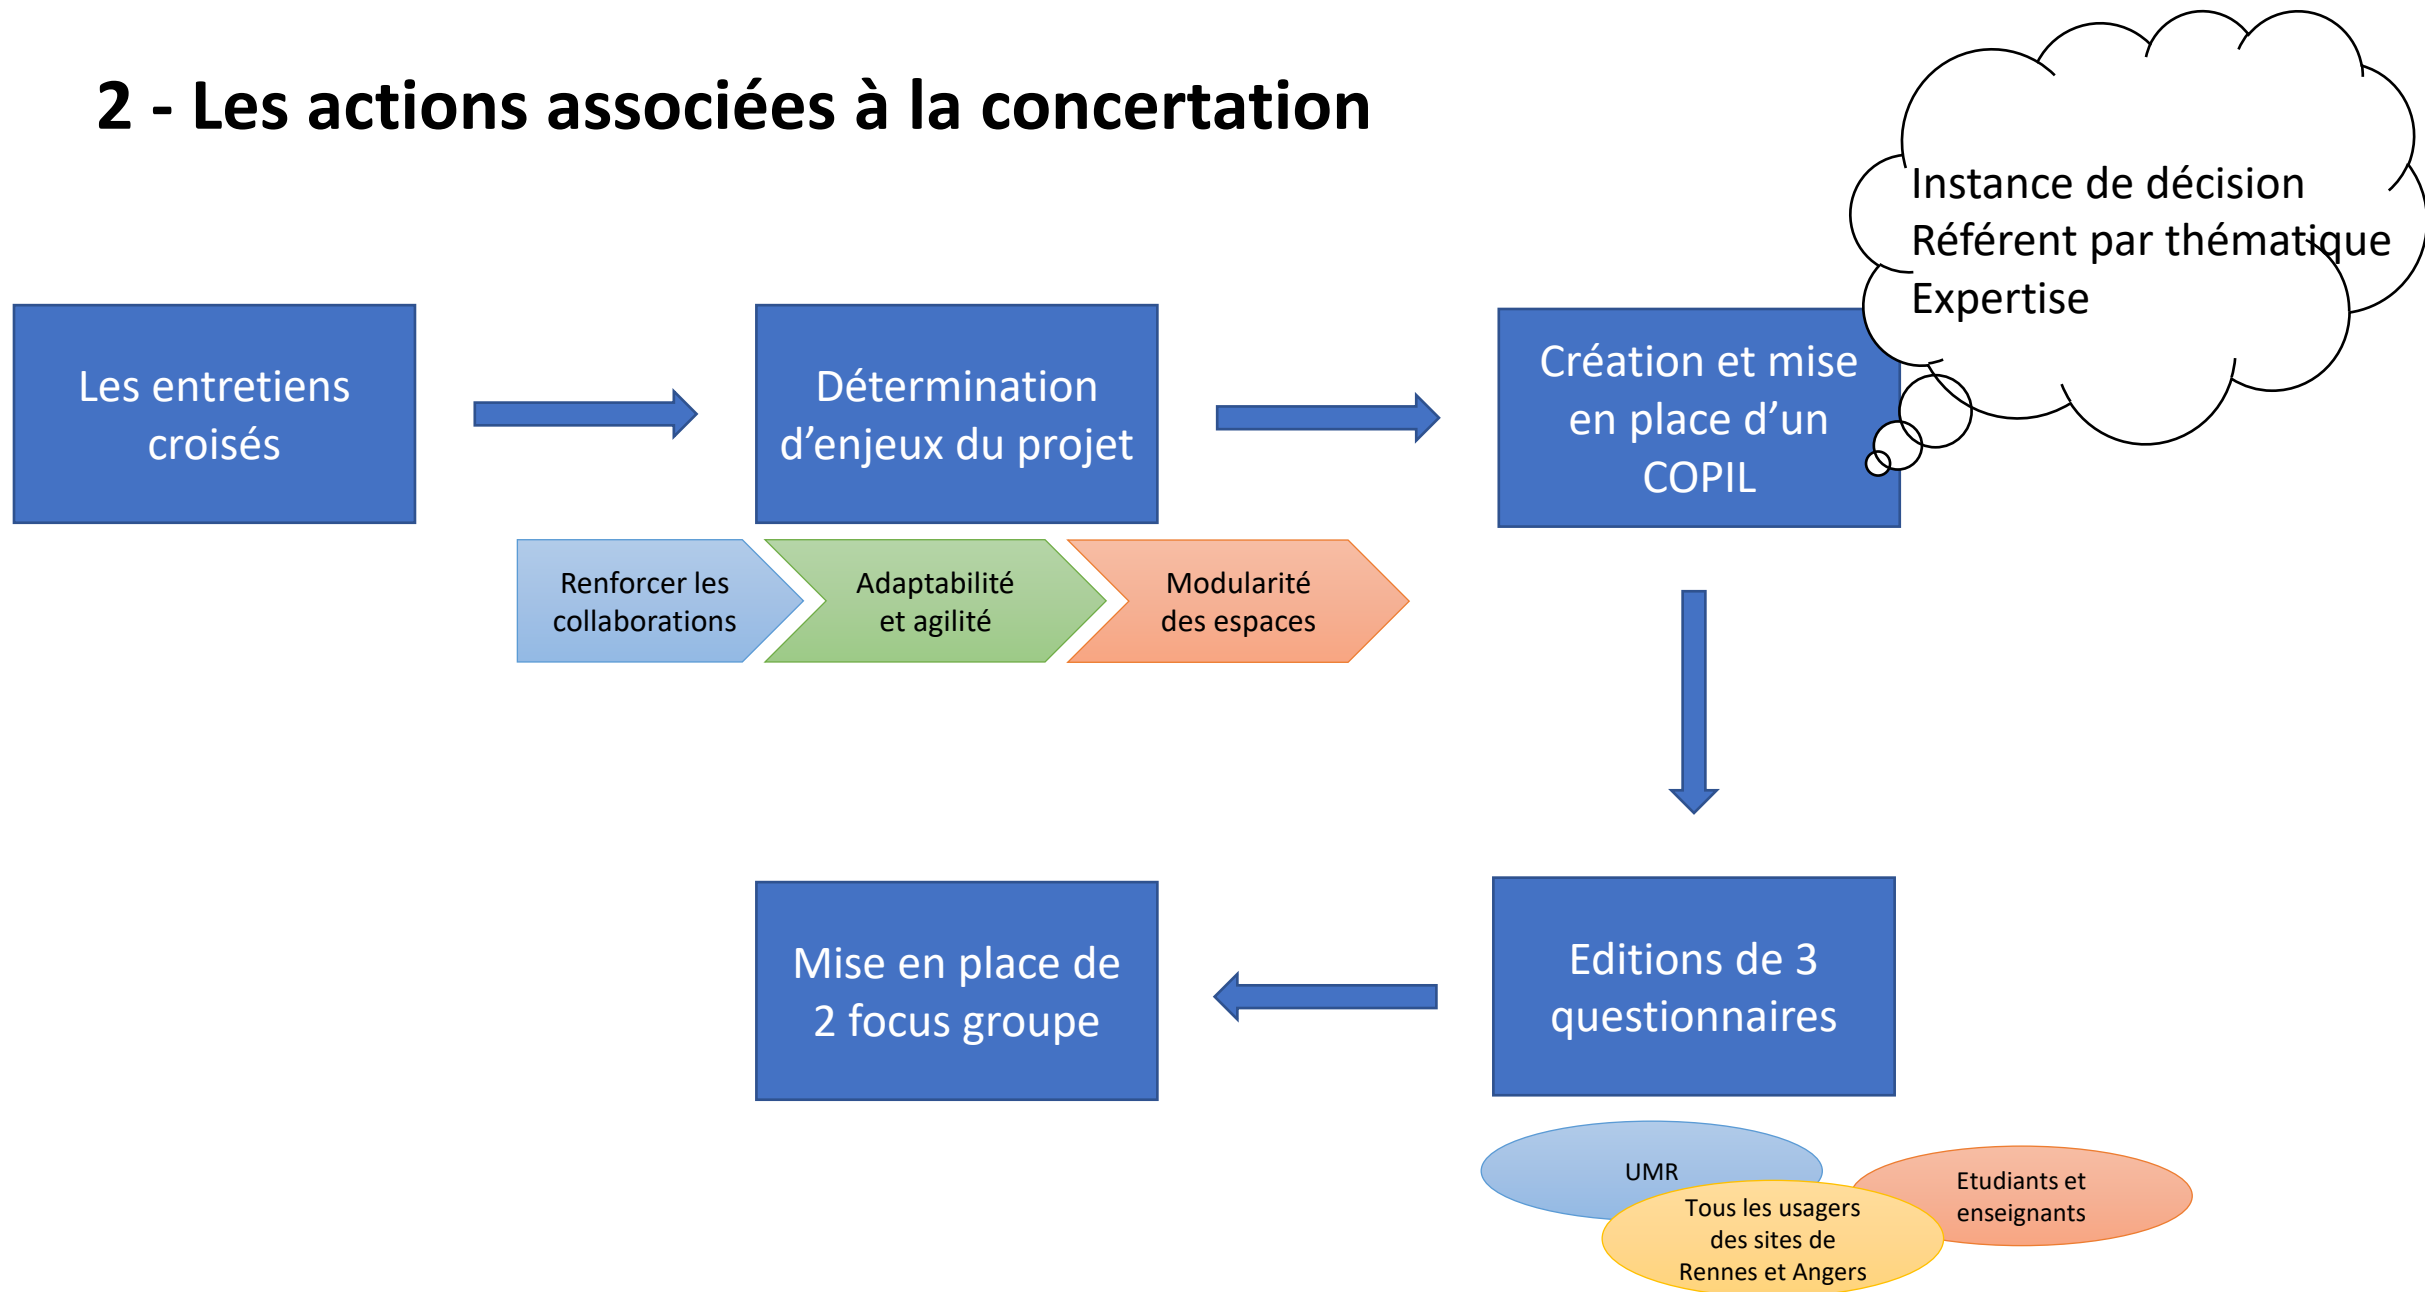 2 - Les actions associées à la concertation
Instance de décision
Référent par thématique
Expertise
Les entretiens
croisés
Détermination
d’enjeux du projet
Création et mise
en place d’un
COPIL
Renforcer les
collaborations
Adaptabilité
et agilité
Modularité
des espaces
Mise en place de
2 focus groupe
Editions de 3
questionnaires
UMR
Tous les usagers
des sites de
Rennes et Angers
Etudiants et
enseignants